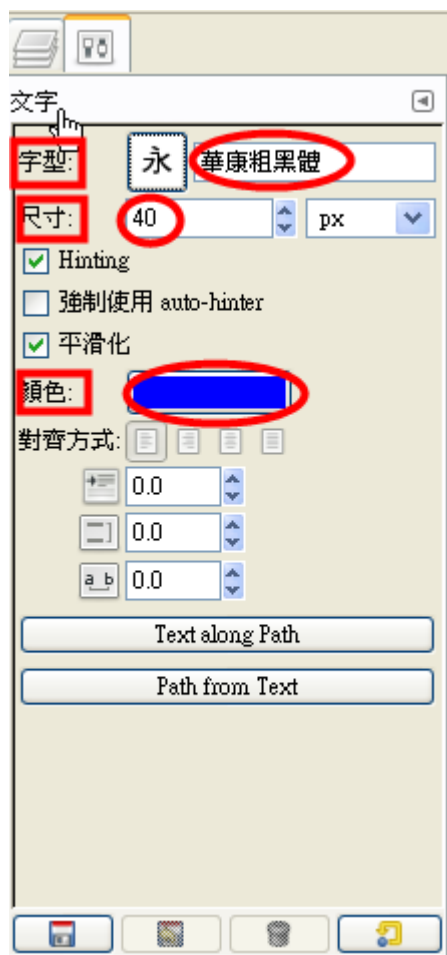 文字
字型: 永 華康粗黑體
尺寸: 40 px
Hinting
強制使用 auto-hinter
平滑化
顏色:
對齊方式:
0.0
0.0
a b 0.0
Text along Path
Path from Text